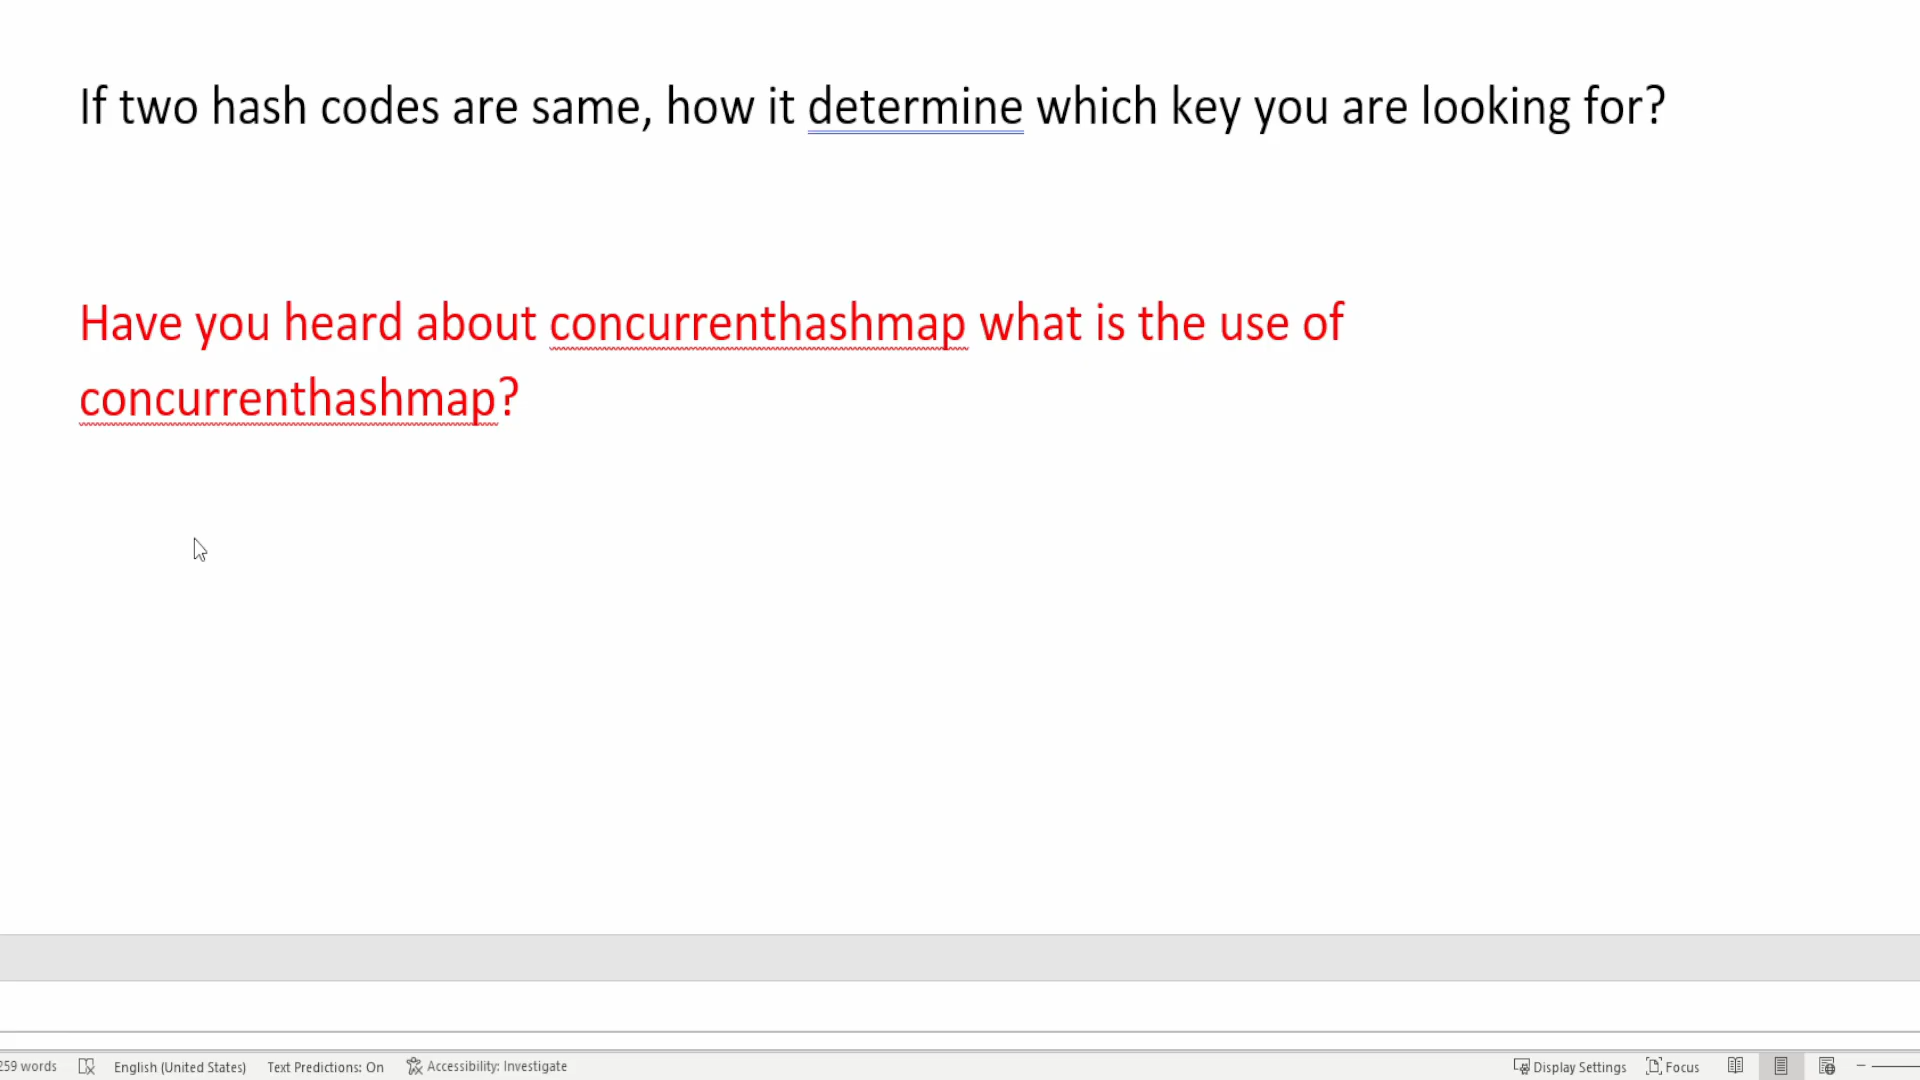 If two hash codes are same, how it determine which key you are looking for?
Have you heard about concurrenthashmap what is the use of
concurrenthashmap?
259 words English (United States) Text Predictions: On Accessibility: Investigate Display Settings Focus